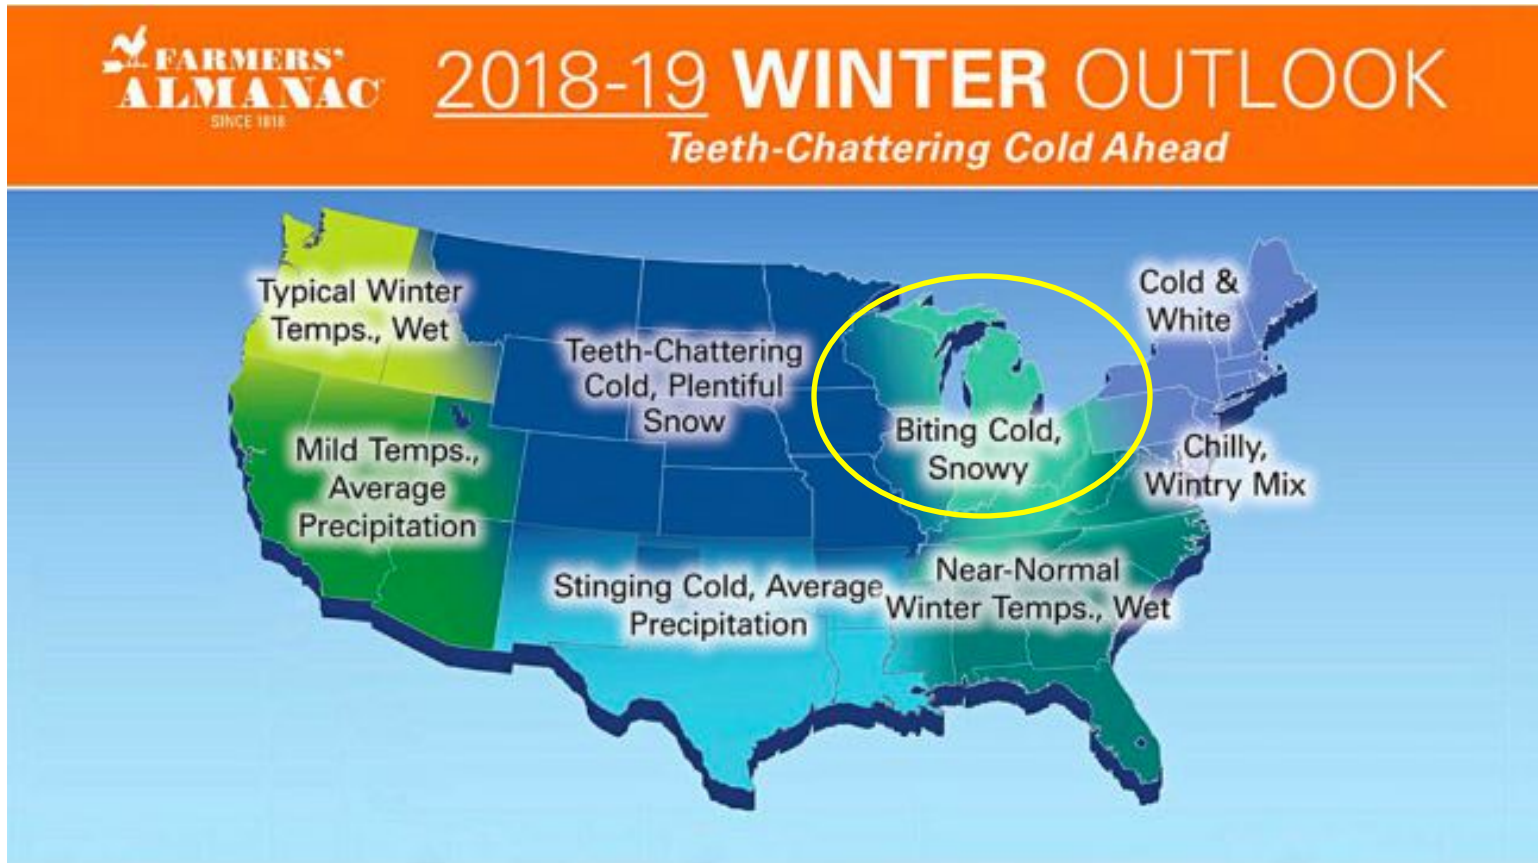 FARMERS'
ALMANAC
SINCE 1818
2018-19 WINTER OUTLOOK
Teeth-Chattering Cold Ahead
Typical Winter
Temps., Wet
Teeth-Chattering
Cold, Plentiful
Snow
Cold &
White
Mild Temps.,
Average
Precipitation
Biting Cold,
Snowy
Chilly,
Wintry Mix
Stinging Cold, Average
Precipitation
Near-Normal
Winter Temps., Wet